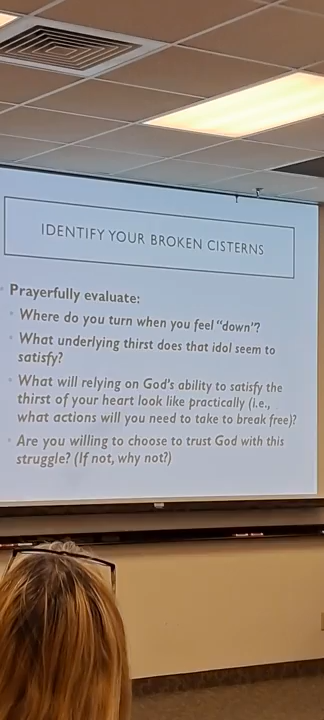 IDENTIFY YOUR BROKEN CISTERNS
Prayerfully evaluate:
Where do you turn when you feel “down”?
What underlying thirst does that idol seem to
satisfy?
What will relying on God’s ability to satisfy the
thirst of your heart look like practically (i.e.,
what actions will you need to take to break free)?
Are you willing to choose to trust God with this
struggle? (If not, why not?)